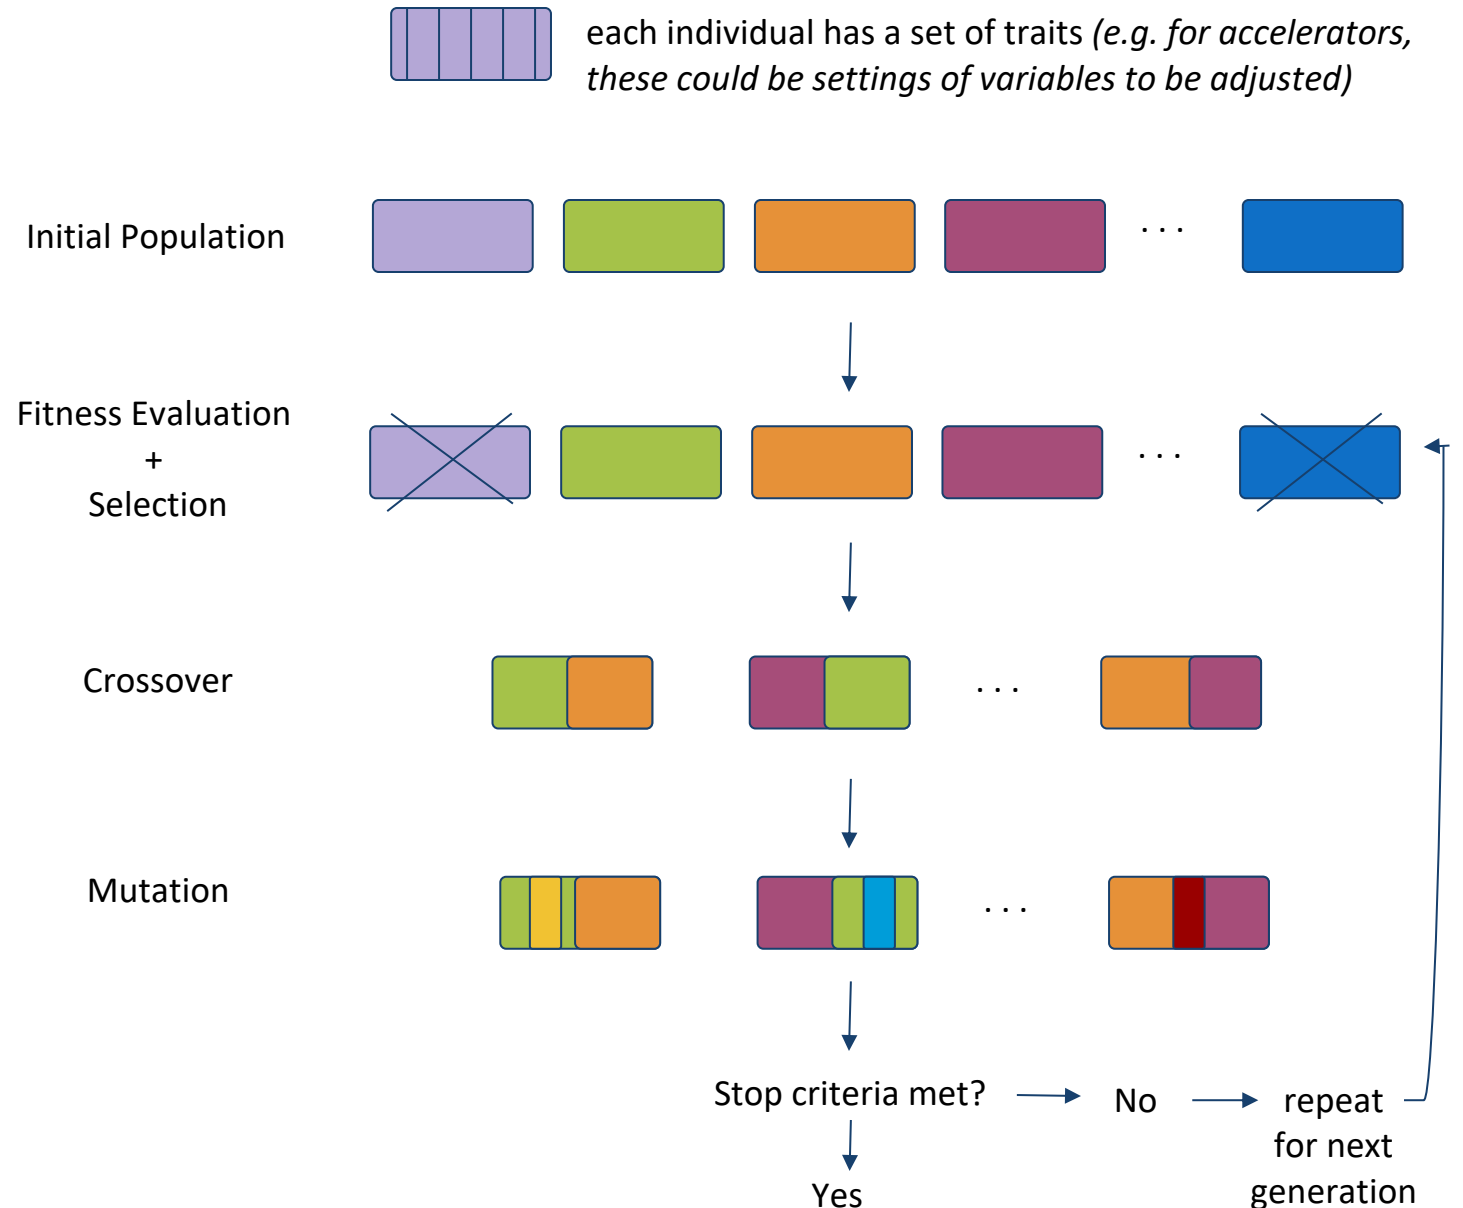 each individual has a set of traits (e.g. for accelerators,
these could be settings of variables to be adjusted)
Initial Population
. . .
Fitness Evaluation
+
Selection
. . .
Crossover
. . .
Mutation
. . .
Stop criteria met?
No
repeat
for next
generation
Yes